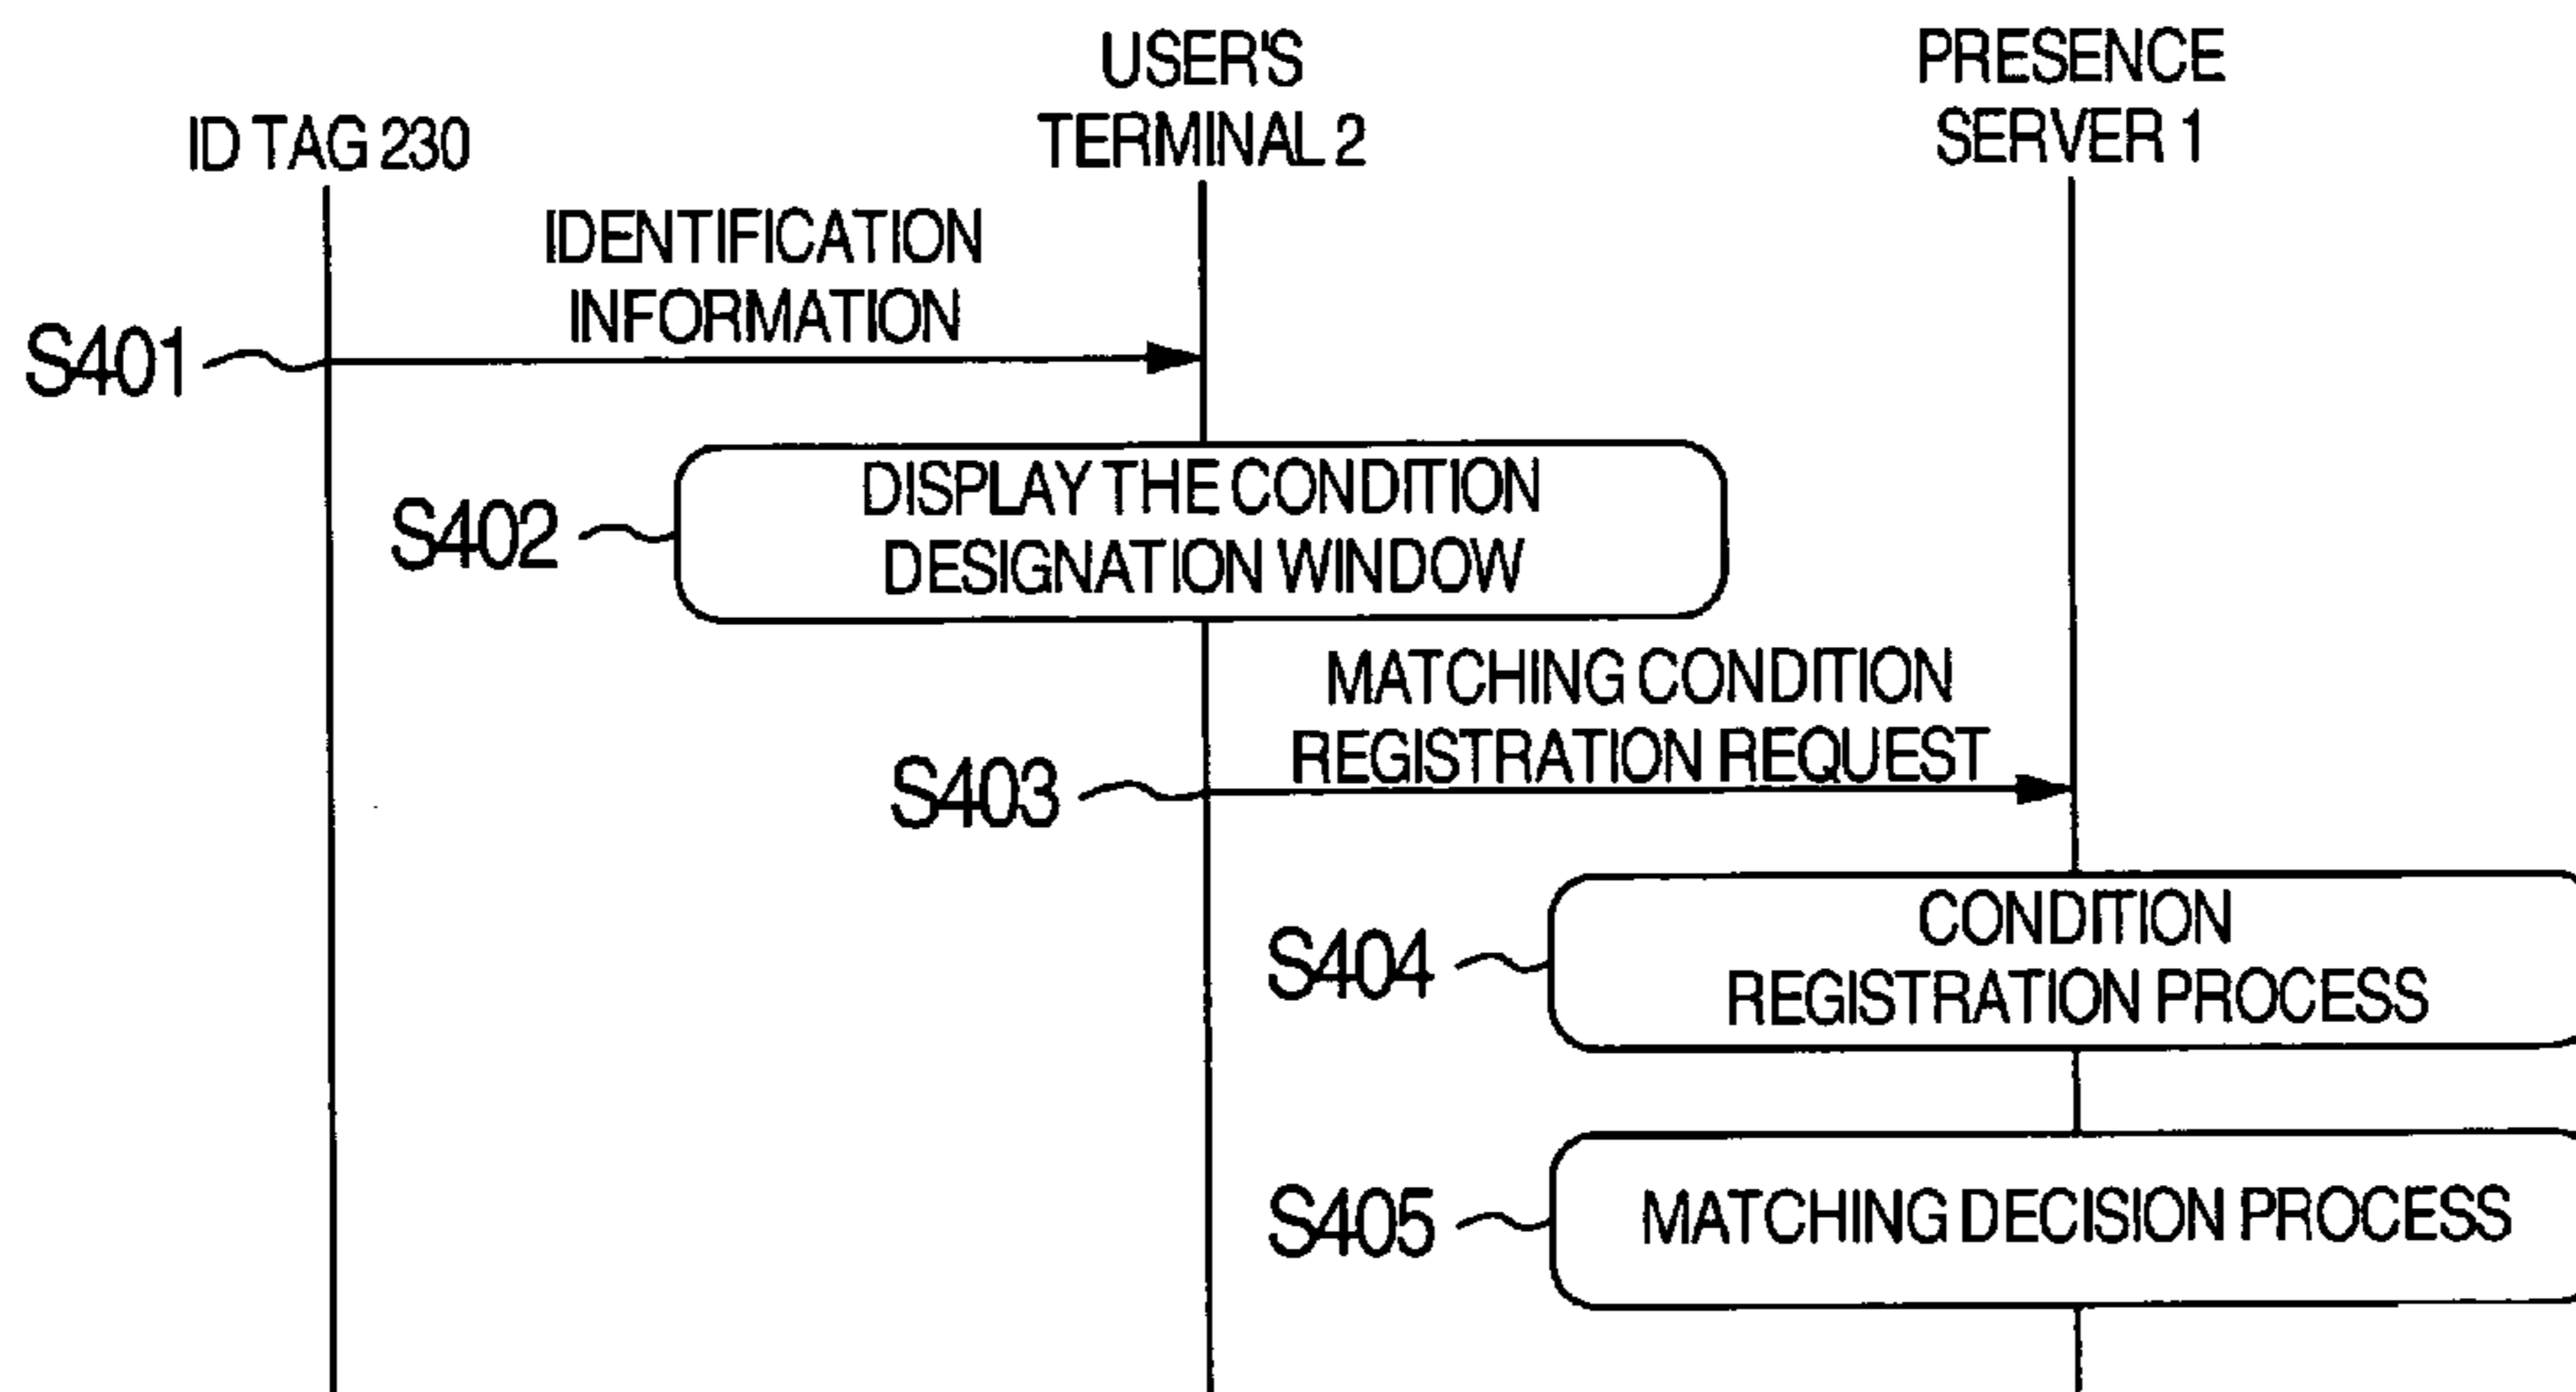 ID TAG 230
USER'S
TERMINAL 2
PRESENCE
SERVER 1
IDENTIFICATION
INFORMATION
S401
S402
DISPLAY THE CONDITION
DESIGNATION WINDOW
MATCHING CONDITION
REGISTRATION REQUEST
S403
S404
CONDITION
REGISTRATION PROCESS
S405
MATCHING DECISION PROCESS